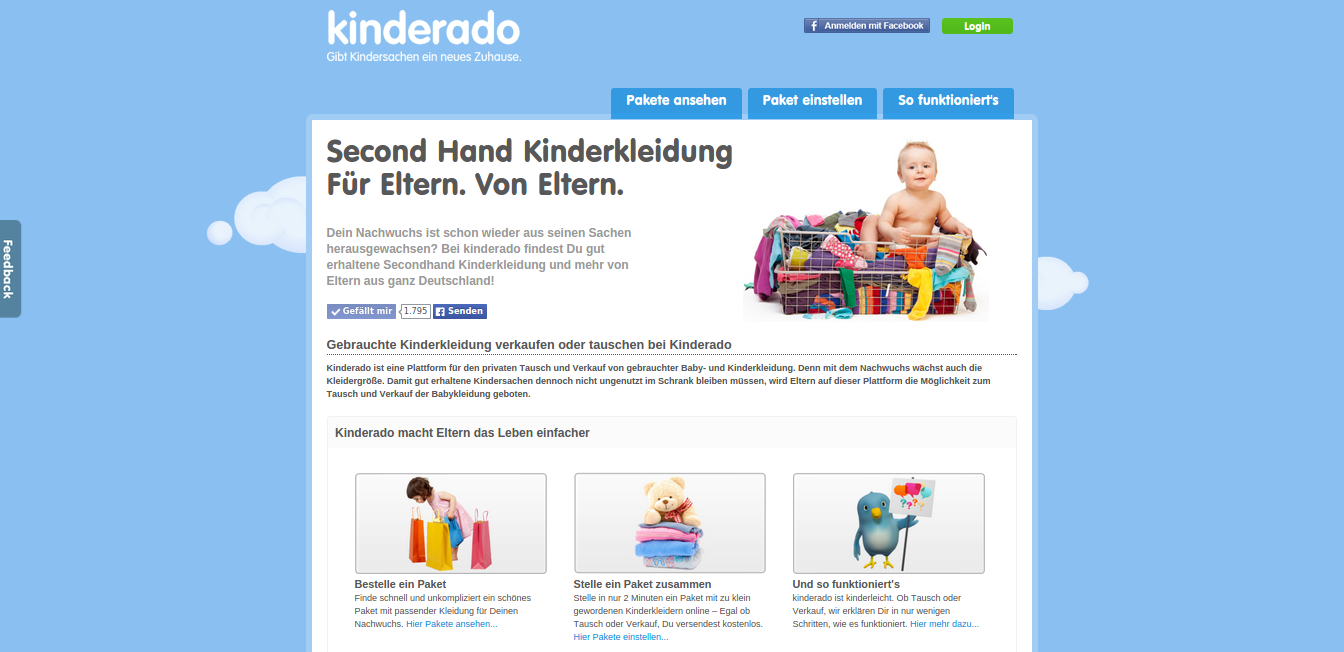 kinderado
Gibt Kindersachen ein neues Zuhause.
Anmelden mit Facebook
Login
Pakete ansehen
Paket einstellen
So funktioniert's
Feedback
Second Hand Kinderkleidung
Für Eltern. Von Eltern.
Dein Nachwuchs ist schon wieder aus seinen Sachen
herausgewachsen? Bei kinderado findest Du gut
erhaltene Secondhand Kinderkleidung und mehr von
Eltern aus ganz Deutschland!
Gefällt mir
1.795
Senden
Gebrauchte Kinderkleidung verkaufen oder tauschen bei Kinderado
Kinderado ist eine Plattform für den privaten Tausch und Verkauf von gebrauchter Baby- und Kinderkleidung. Denn mit dem Nachwuchs wächst auch die
Kleidergröße. Damit gut erhaltene Kindersachen dennoch nicht ungenutzt im Schrank bleiben müssen, wird Eltern auf dieser Plattform die Möglichkeit zum
Tausch und Verkauf der Babykleidung geboten.
Kinderado macht Eltern das Leben einfacher
Bestelle ein Paket
Finde schnell und unkompliziert ein schönes
Paket mit passender Kleidung für Deinen
Nachwuchs. Hier Pakete ansehen...
Stelle ein Paket zusammen
Stelle in nur 2 Minuten ein Paket mit zu klein
gewordenen Kinderkleidern online – Egal ob
Tausch oder Verkauf, Du versendest kostenlos.
Hier Pakete einstellen...
???
Und so funktioniert's
kinderado ist kinderleicht. Ob Tausch oder
Verkauf, wir erklären Dir in nur wenigen
Schritten, wie es funktioniert. Hier mehr dazu...